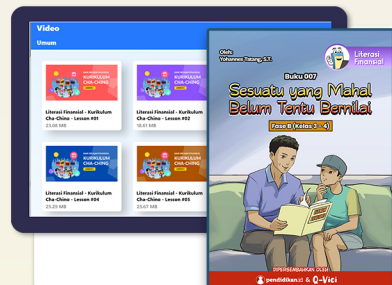 Video
Umum
Literasi Finansial - Kurikulum
Cha-Ching - Lesson #01
23.08 MB
Literasi Finansial - Kurikulum
Cha-Ching - Lesson #02
18.61 MB
Literasi Finansial - Kurikulum
Cha-Ching - Lesson #04
25.29 MB
Literasi Finansial - Kurikulum
Cha-Ching - Lesson #05
25.67 MB
Oleh:
Yohannes Tatang, S.T.
Literasi
Finansial
Buku 007
Sesuatu yang Mahal
Belum Tentu Bernilai
Fase B (Kelas 3 - 4)
DIPERSEMBAHKAN OLEH
pendidikan.id & Q-Vici